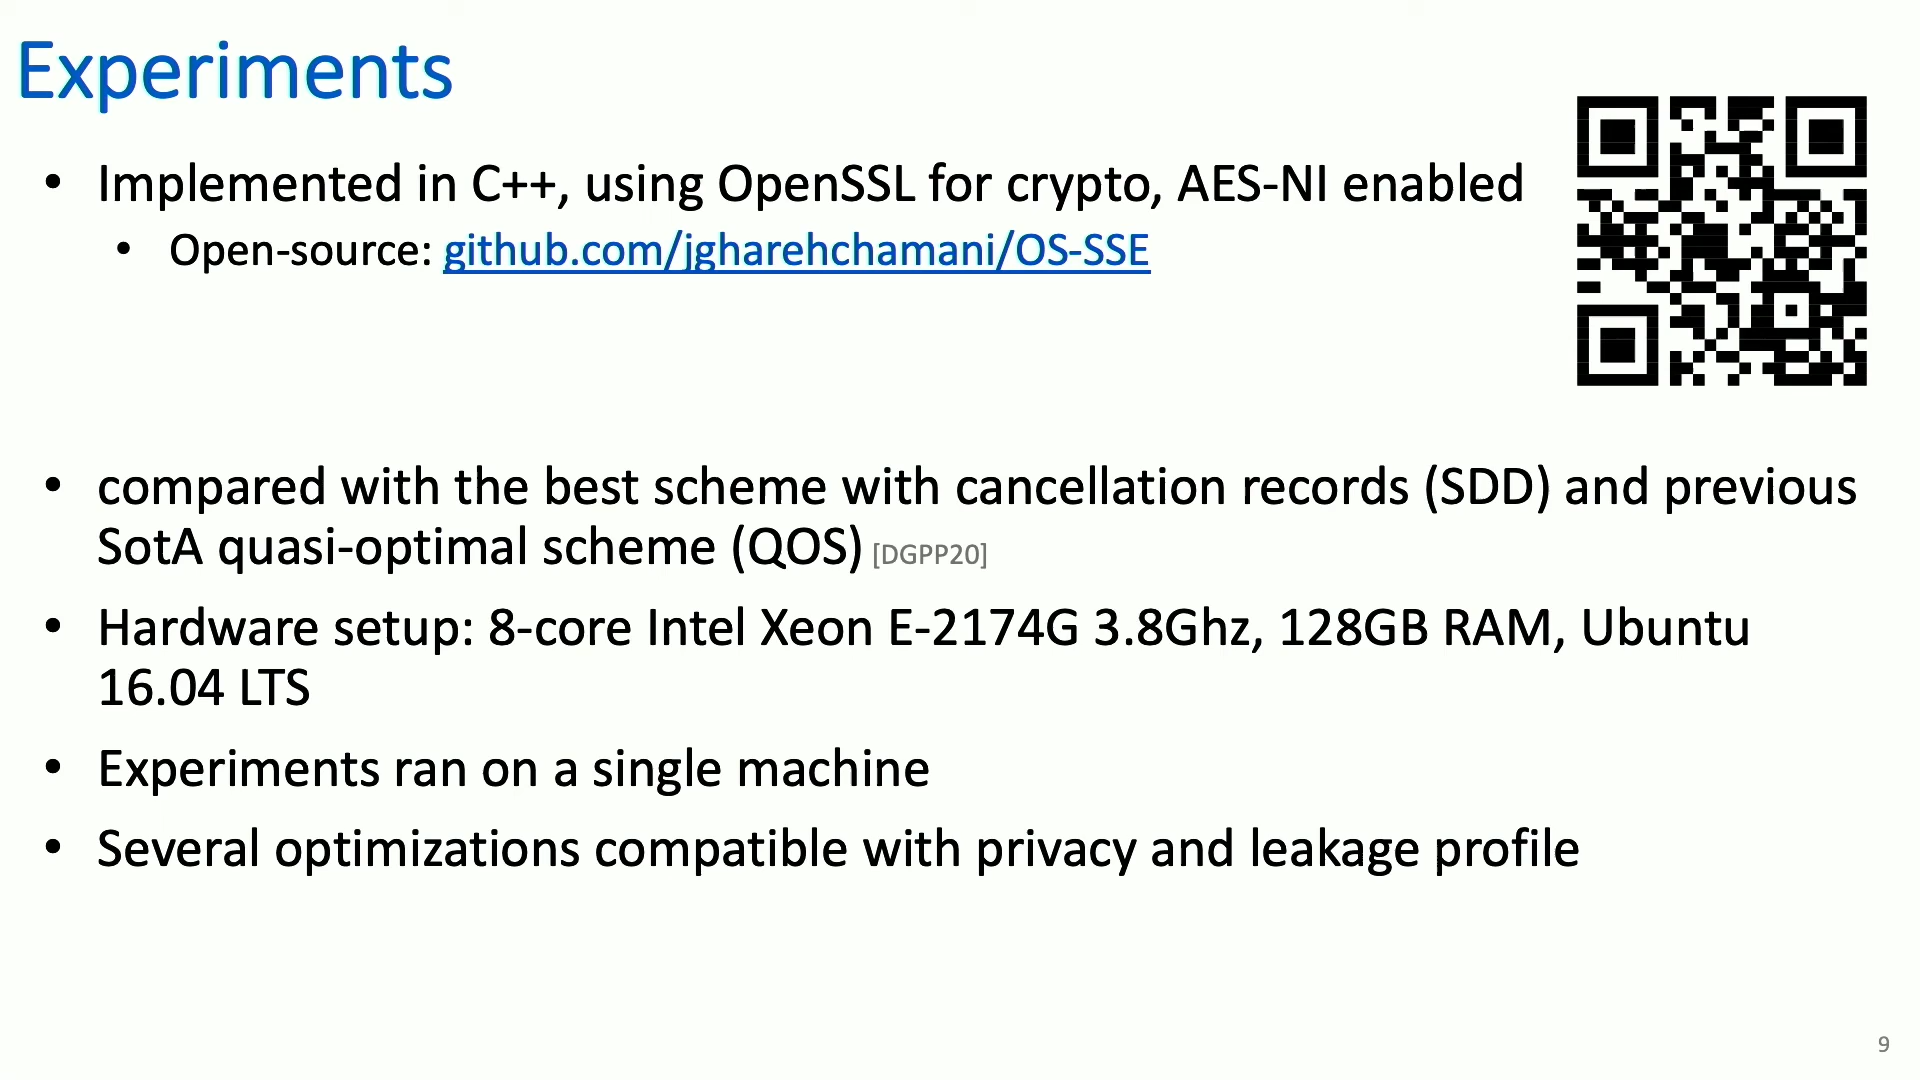 Experiments
• Implemented in C++, using OpenSSL for crypto, AES-NI enabled
• Open-source: github.com/jgharehchamani/OS-SSE
• compared with the best scheme with cancellation records (SDD) and previous
SotA quasi-optimal scheme (QOS) [DGPP20]
• Hardware setup: 8-core Intel Xeon E-2174G 3.8Ghz, 128GB RAM, Ubuntu
16.04 LTS
• Experiments ran on a single machine
• Several optimizations compatible with privacy and leakage profile
9